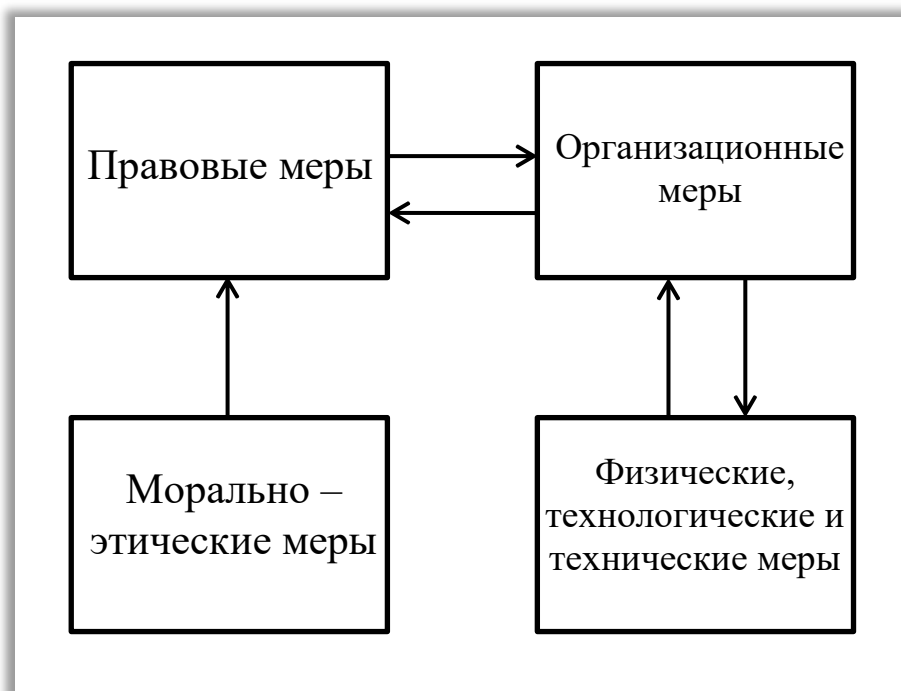 Правовые меры
Организационные
меры
Морально –
этические меры
Физические,
технологические и
технические меры